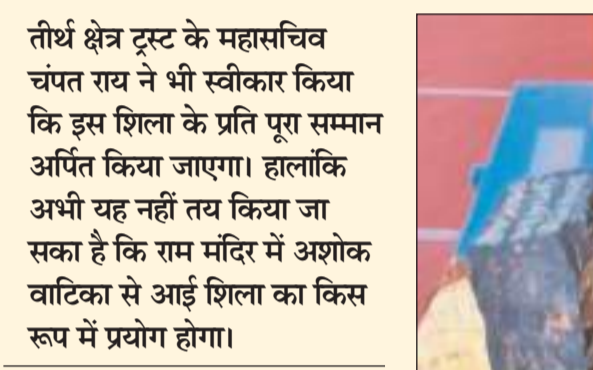 तीर्थ क्षेत्र ट्रस्ट के महासचिव
चंपत राय ने भी स्वीकार किया
कि इस शिला के प्रति पूरा सम्मान
अर्पित किया जाएगा। हालांकि
अभी यह नहीं तय किया जा
सका है कि राम मंदिर में अशोक
वाटिका से आई शिला का किस
रूप में प्रयोग होगा।